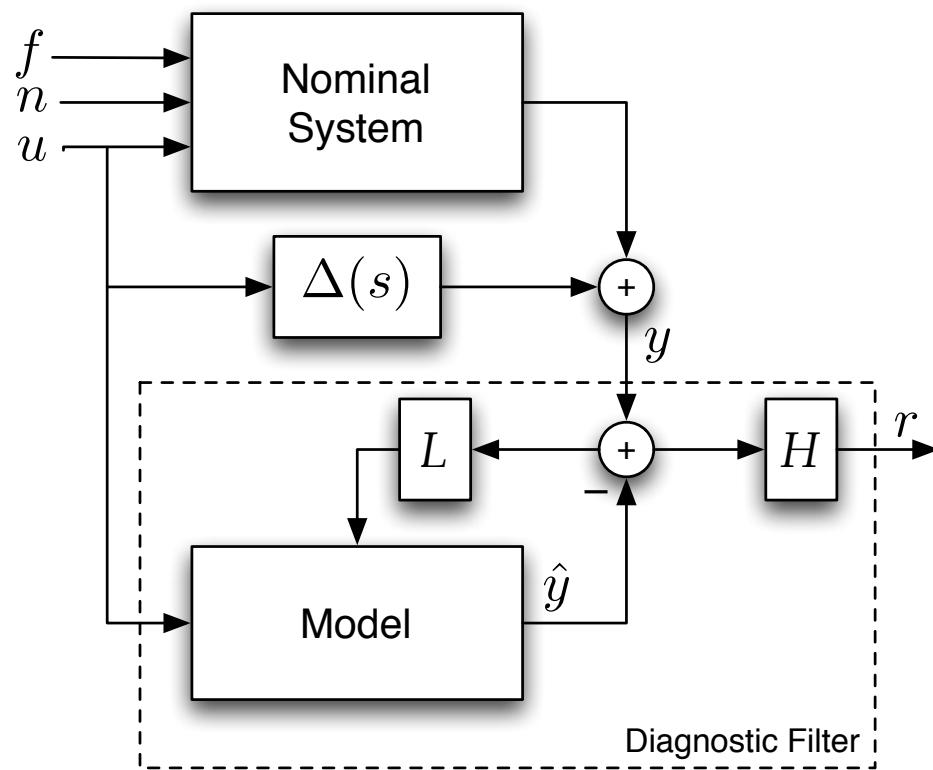 f
n
u
Nominal
System
Δ(s)
+
y
L
+
−
H
r
ŷ
Model
Diagnostic Filter